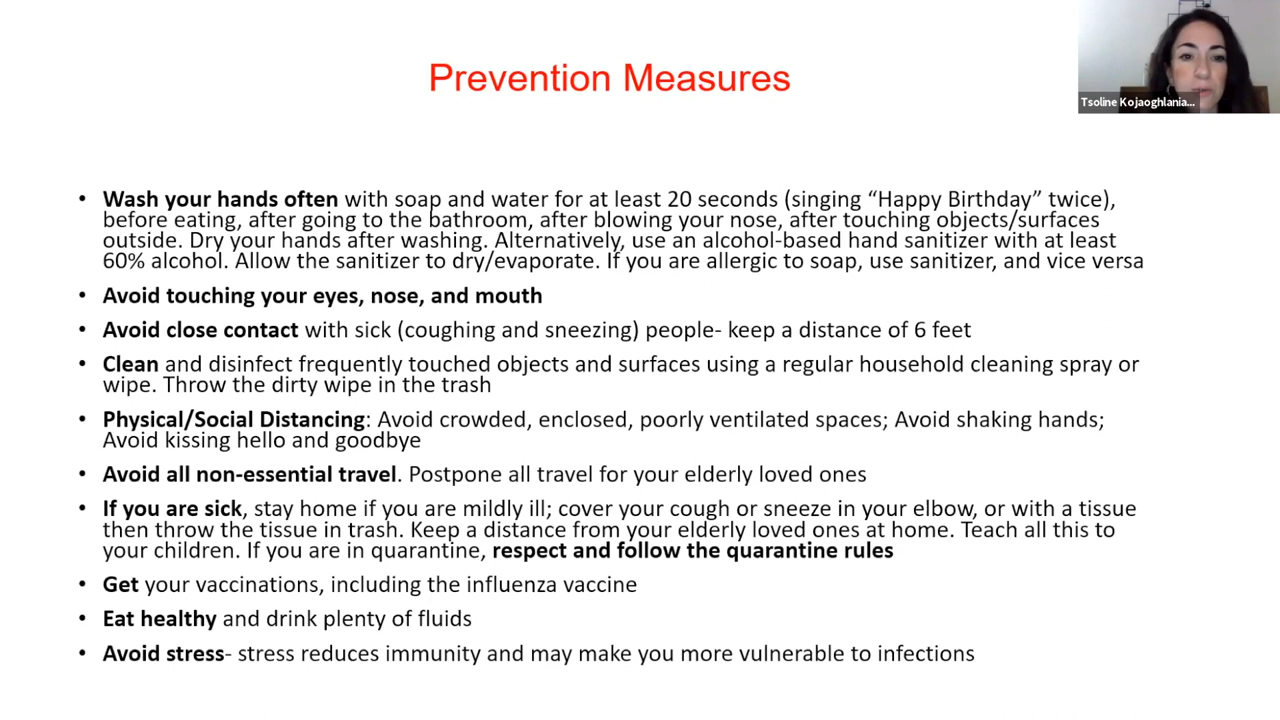 Prevention Measures
Tsoline Kojaoghlania...
• Wash your hands often with soap and water for at least 20 seconds (singing “Happy Birthday” twice),
before eating, after going to the bathroom, after blowing your nose, after touching objects/surfaces
outside. Dry your hands after washing. Alternatively, use an alcohol-based hand sanitizer with at least
60% alcohol. Allow the sanitizer to dry/evaporate. If you are allergic to soap, use sanitizer, and vice versa
• Avoid touching your eyes, nose, and mouth
• Avoid close contact with sick (coughing and sneezing) people- keep a distance of 6 feet
• Clean and disinfect frequently touched objects and surfaces using a regular household cleaning spray or
wipe. Throw the dirty wipe in the trash
• Physical/Social Distancing: Avoid crowded, enclosed, poorly ventilated spaces; Avoid shaking hands;
Avoid kissing hello and goodbye
• Avoid all non-essential travel. Postpone all travel for your elderly loved ones
• If you are sick, stay home if you are mildly ill; cover your cough or sneeze in your elbow, or with a tissue
then throw the tissue in trash. Keep a distance from your elderly loved ones at home. Teach all this to
your children. If you are in quarantine, respect and follow the quarantine rules
• Get your vaccinations, including the influenza vaccine
• Eat healthy and drink plenty of fluids
• Avoid stress- stress reduces immunity and may make you more vulnerable to infections